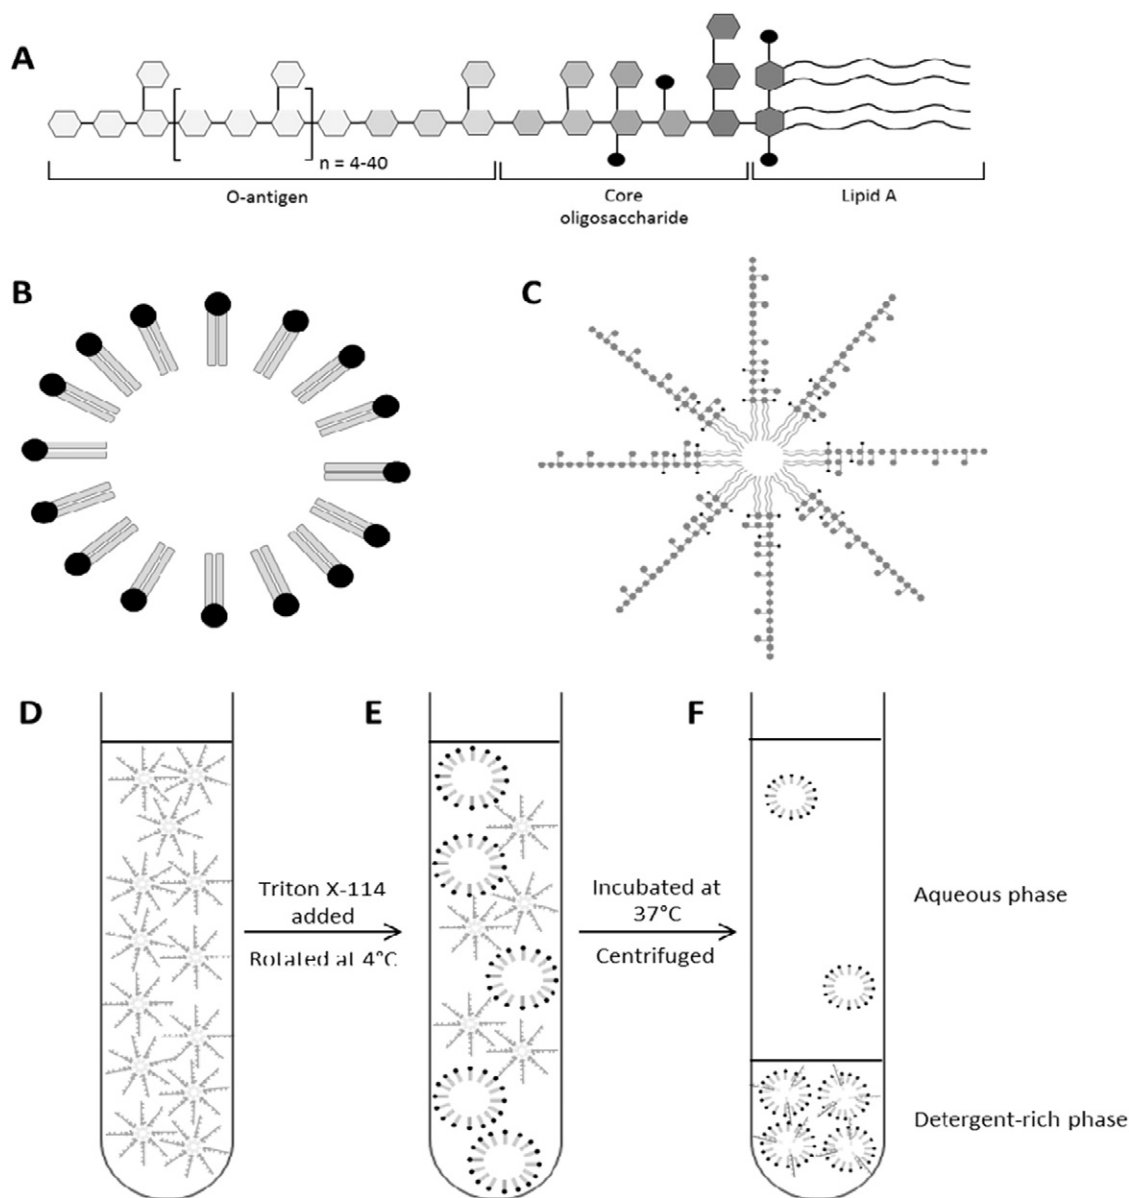 A
n = 4-40
O-antigen
Core
oligosaccharide
Lipid A
B
C
D
E
F
Triton X-114
added
Rotated at 4°C
Incubated at
37°C
Centrifuged
Aqueous phase
Detergent-rich phase